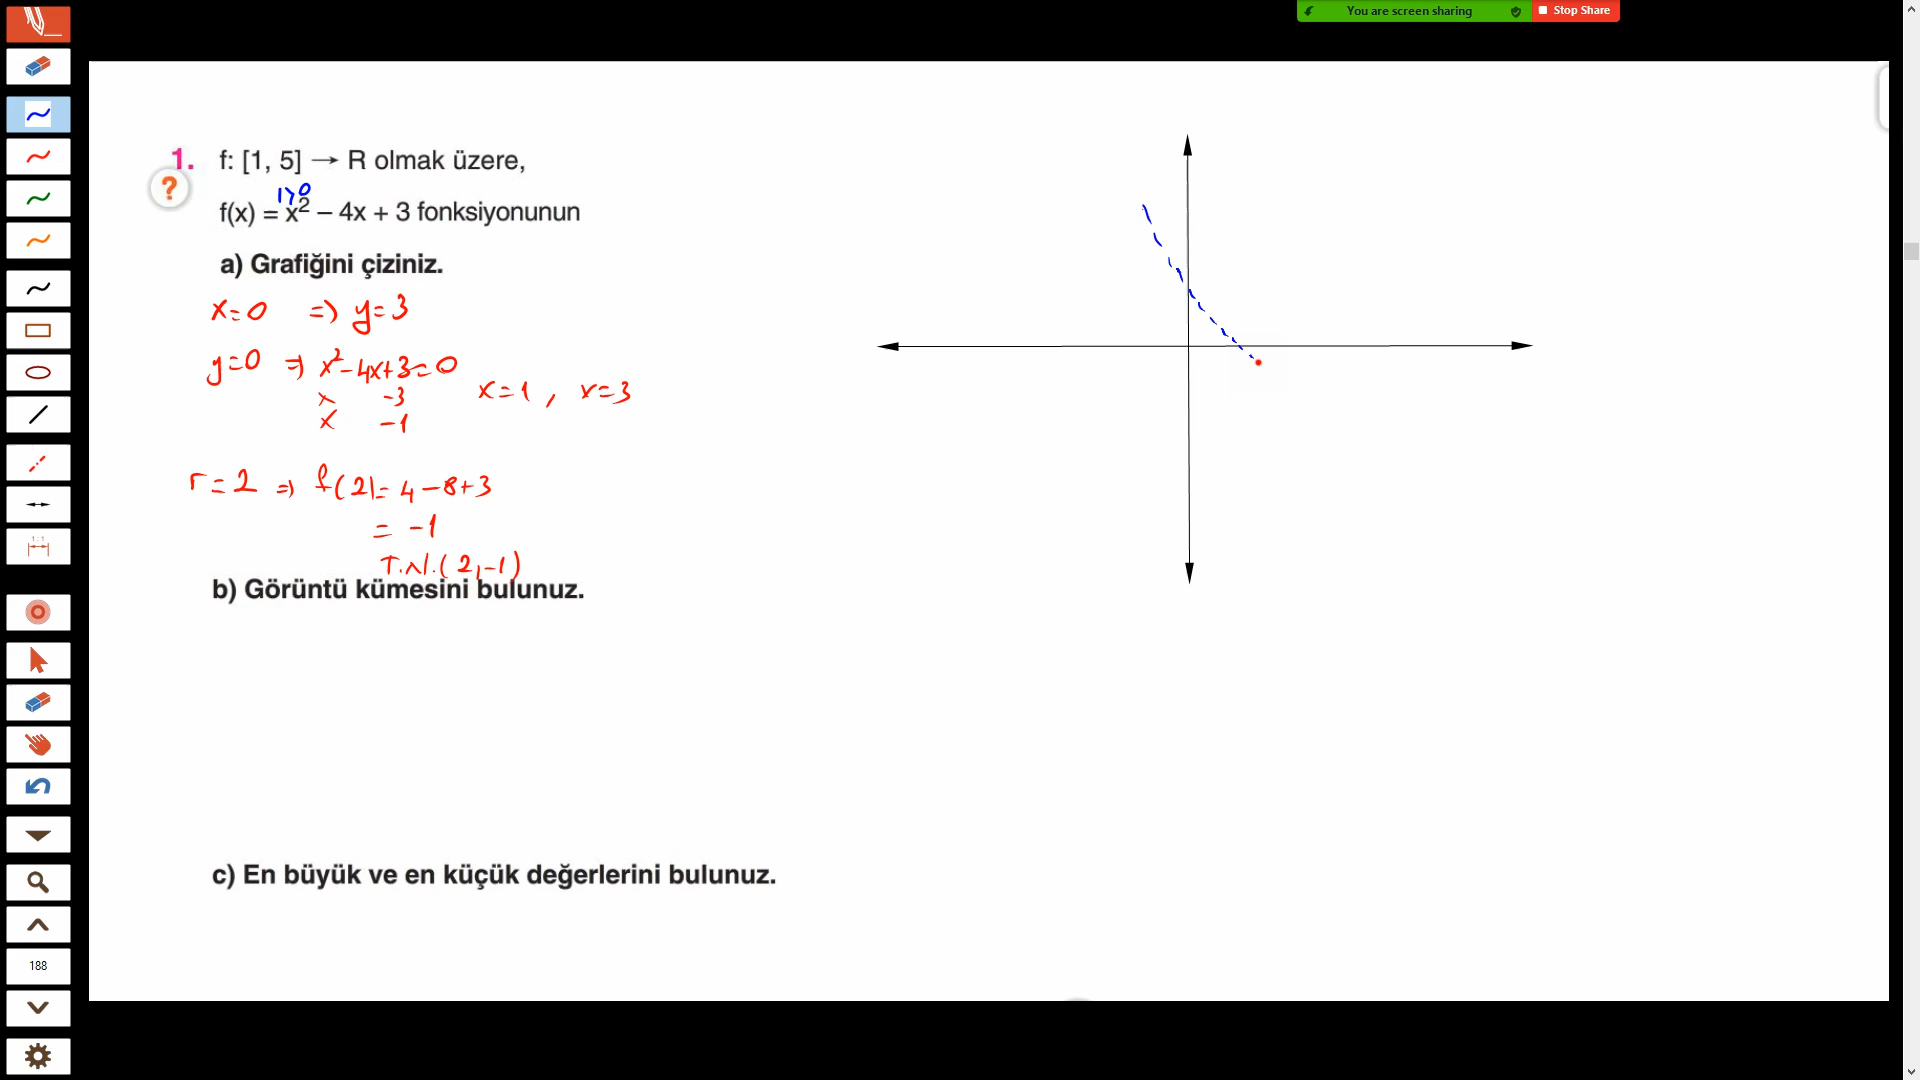 You are screen sharing
Stop Share
1. f: [1, 5] → R olmak üzere,
?
1>0
f(x) = x² – 4x + 3 fonksiyonunun
a) Grafiğini çiziniz.
x=0 => y=3
y=0 => x²-4x+3=0
x -3
x -1
x=1 , x=3
r=2 => f(2)=4-8+3
= -1
T.N.(2,-1)
b) Görüntü kümesini bulunuz.
c) En büyük ve en küçük değerlerini bulunuz.
1:1
188